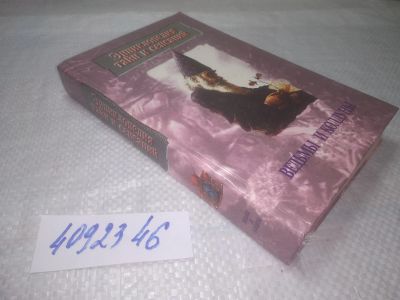 Энциклопедия
тайн и сенсаций
ВЕДЬМЫ И КОЛДУНЫ
Энциклопедия
тайн и сенсаций
4092346